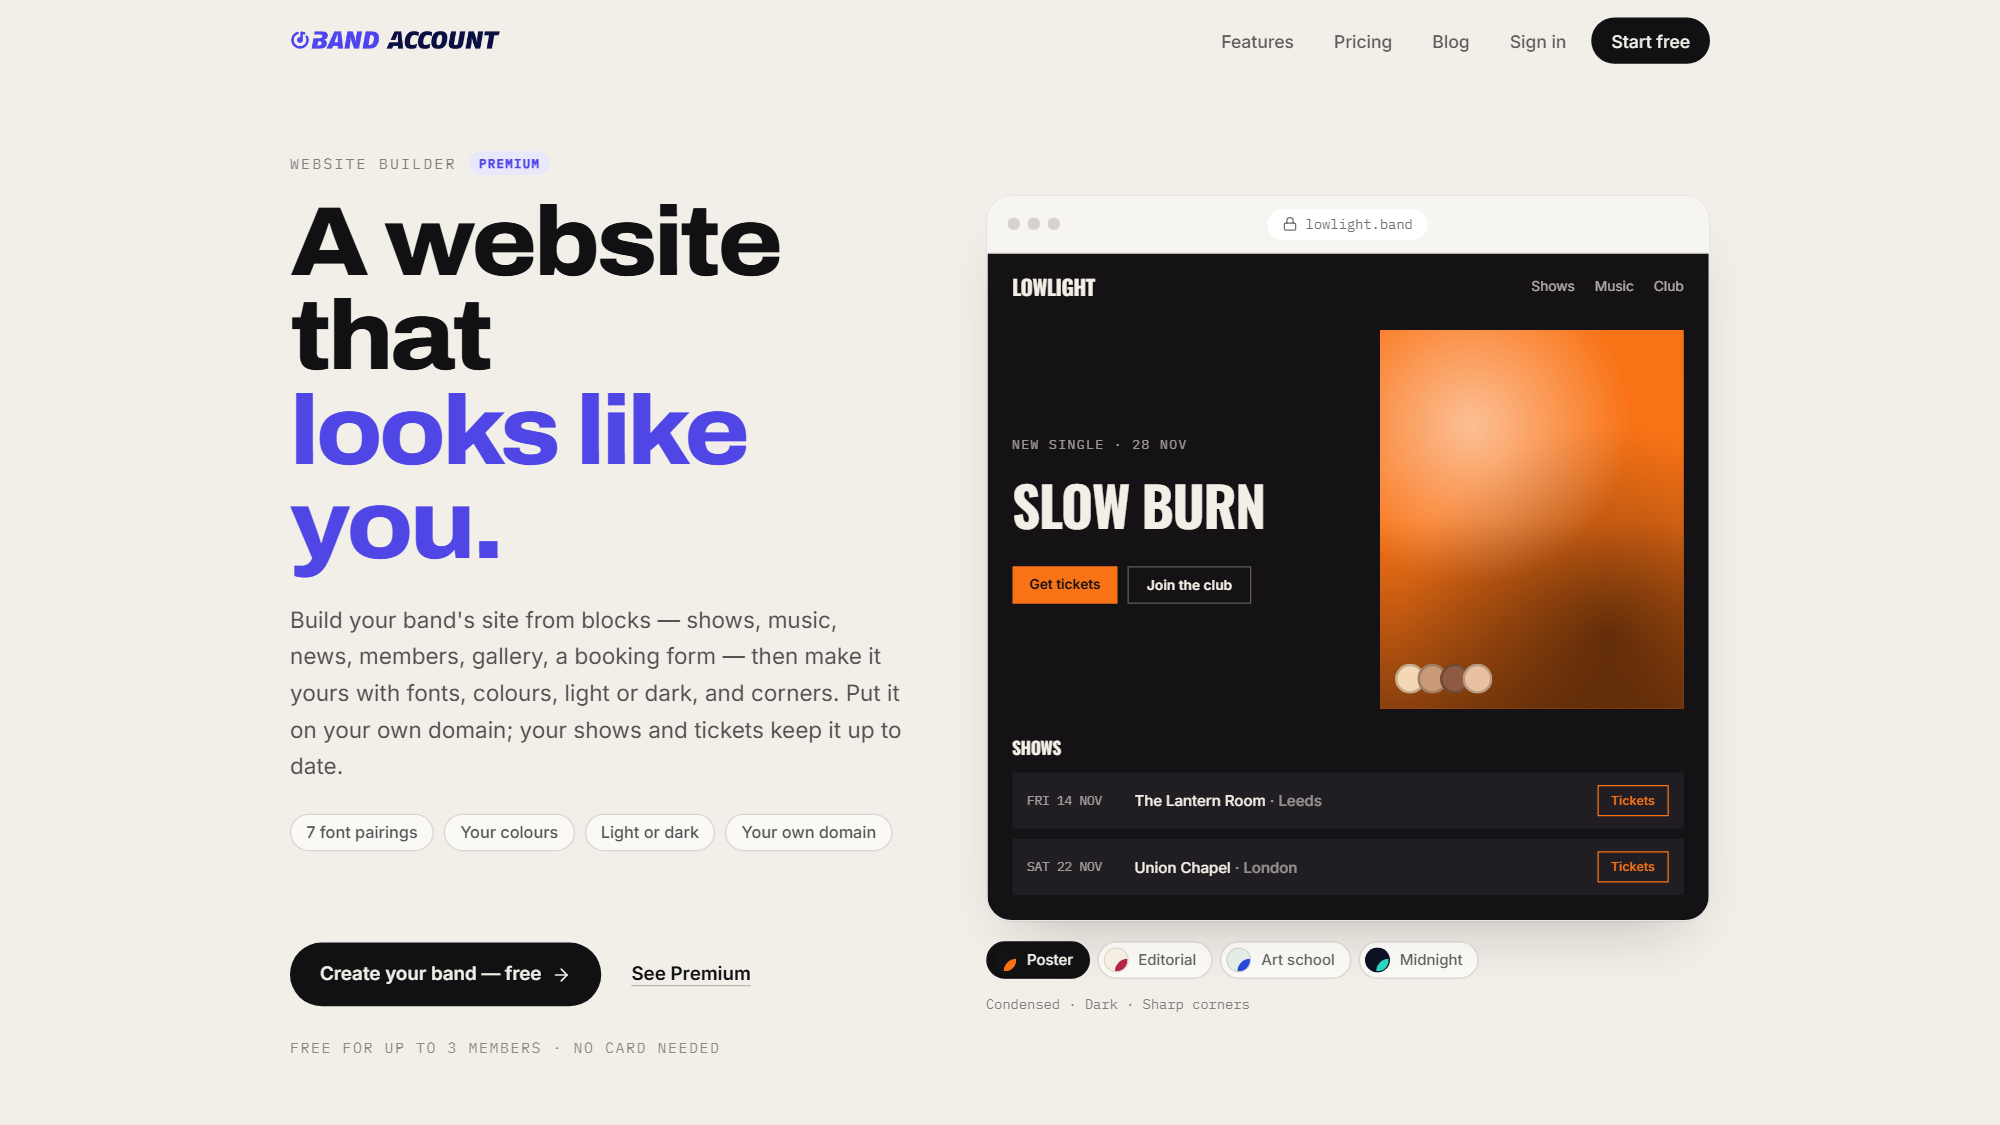 BAND ACCOUNT
Features
Pricing
Blog
Sign in
Start free
WEBSITE BUILDER
PREMIUM
A website
that
looks like
you.
Build your band's site from blocks — shows, music,
news, members, gallery, a booking form — then make it
yours with fonts, colours, light or dark, and corners. Put it
on your own domain; your shows and tickets keep it up to
date.
7 font pairings
Your colours
Light or dark
Your own domain
Create your band — free →
See Premium
FREE FOR UP TO 3 MEMBERS · NO CARD NEEDED
lowlight.band
LOWLIGHT
Shows
Music
Club
NEW SINGLE · 28 NOV
SLOW BURN
Get tickets
Join the club
SHOWS
FRI 14 NOV
The Lantern Room · Leeds
Tickets
SAT 22 NOV
Union Chapel · London
Tickets
Poster
Editorial
Art school
Midnight
Condensed · Dark · Sharp corners